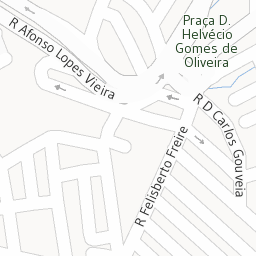 Praça D.
Helvécio
Gomes de
Oliveira
R Afonso Lopes Vieira
R D Carlos Gouveia
R Felisberto Freire